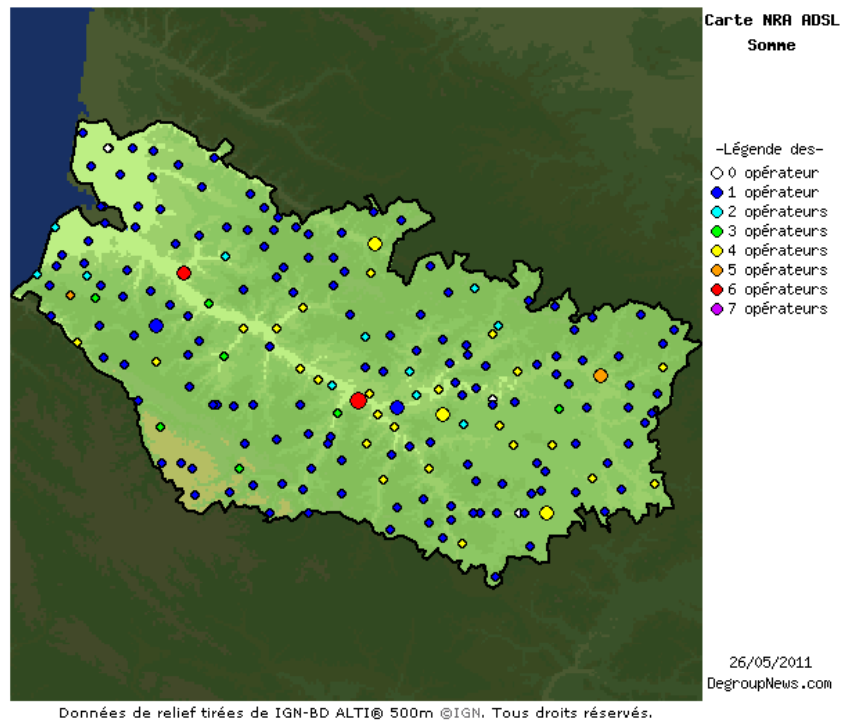 Carte NRA ADSL
Somme
-Légende des-
0 opérateur
1 opérateur
2 opérateurs
3 opérateurs
4 opérateurs
5 opérateurs
6 opérateurs
7 opérateurs
26/05/2011
DegroupNews.com
Données de relief tirées de IGN-BD ALTI® 500m ©IGN. Tous droits réservés.